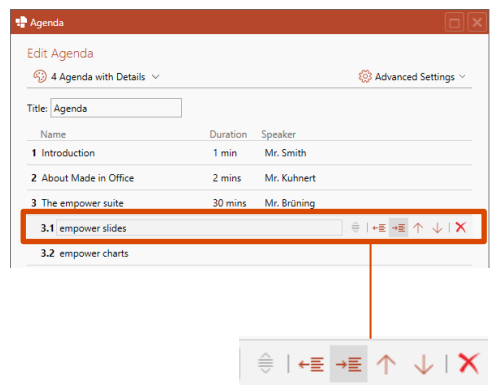 Agenda
Edit Agenda
4 Agenda with Details Advanced Settings
Title: Agenda
Name Duration Speaker
1 Introduction 1 min Mr. Smith
2 About Made in Office 2 mins Mr. Kuhnert
3 The empower suite 30 mins Mr. Brüning
3.1 empower slides
3.2 empower charts